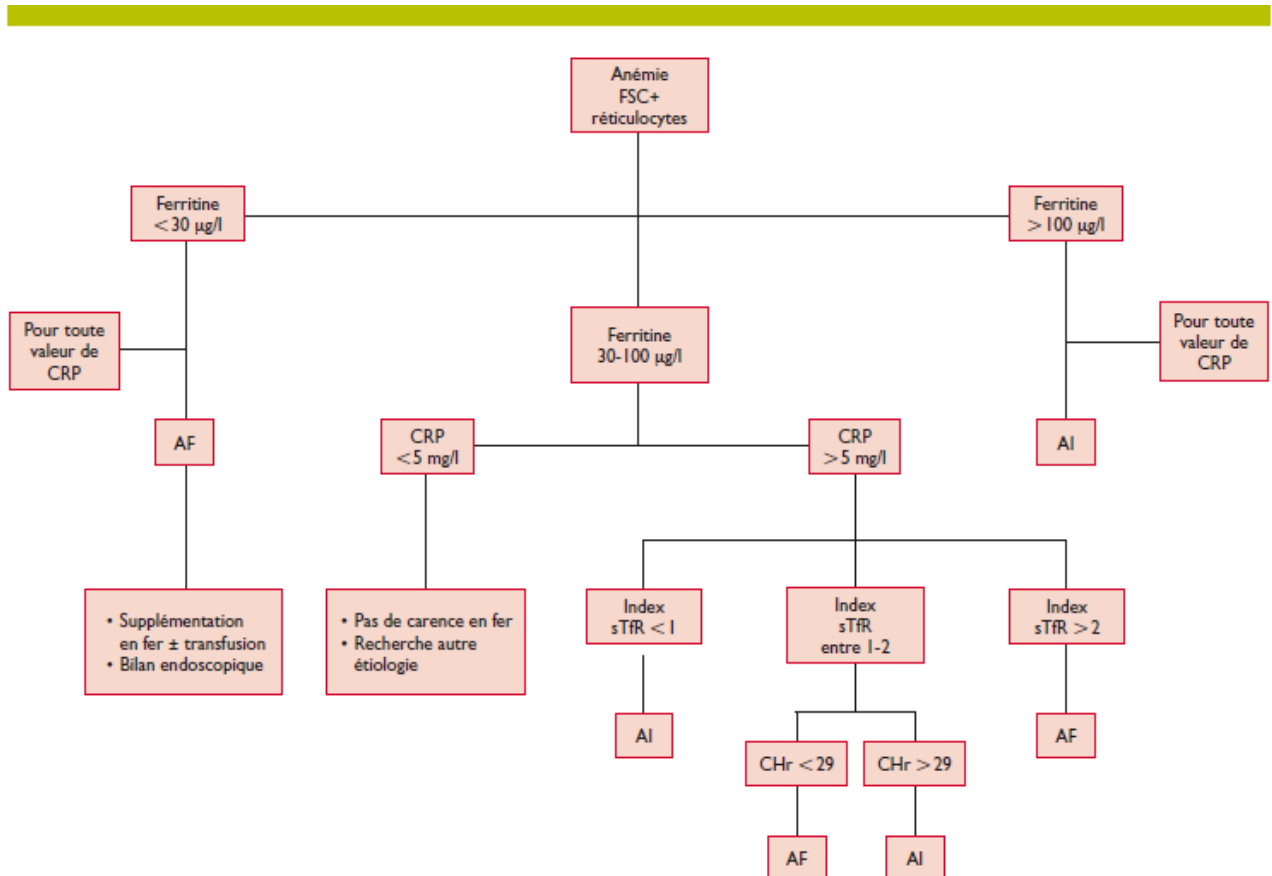 Anémie
FSC+
réticulocytes
Ferritine
<30 µg/l
Ferritine
>100 µg/l
Pour toute
valeur de
CRP
Ferritine
30-100 µg/l
Pour toute
valeur de
CRP
AF
CRP
<5 mg/l
CRP
>5 mg/l
AI
• Supplémentation
en fer ± transfusion
• Bilan endoscopique
• Pas de carence en fer
• Recherche autre
étiologie
Index
sTfR <1
Index
sTfR
entre 1-2
Index
sTfR >2
AI
CHr <29
CHr >29
AF
AF
AI